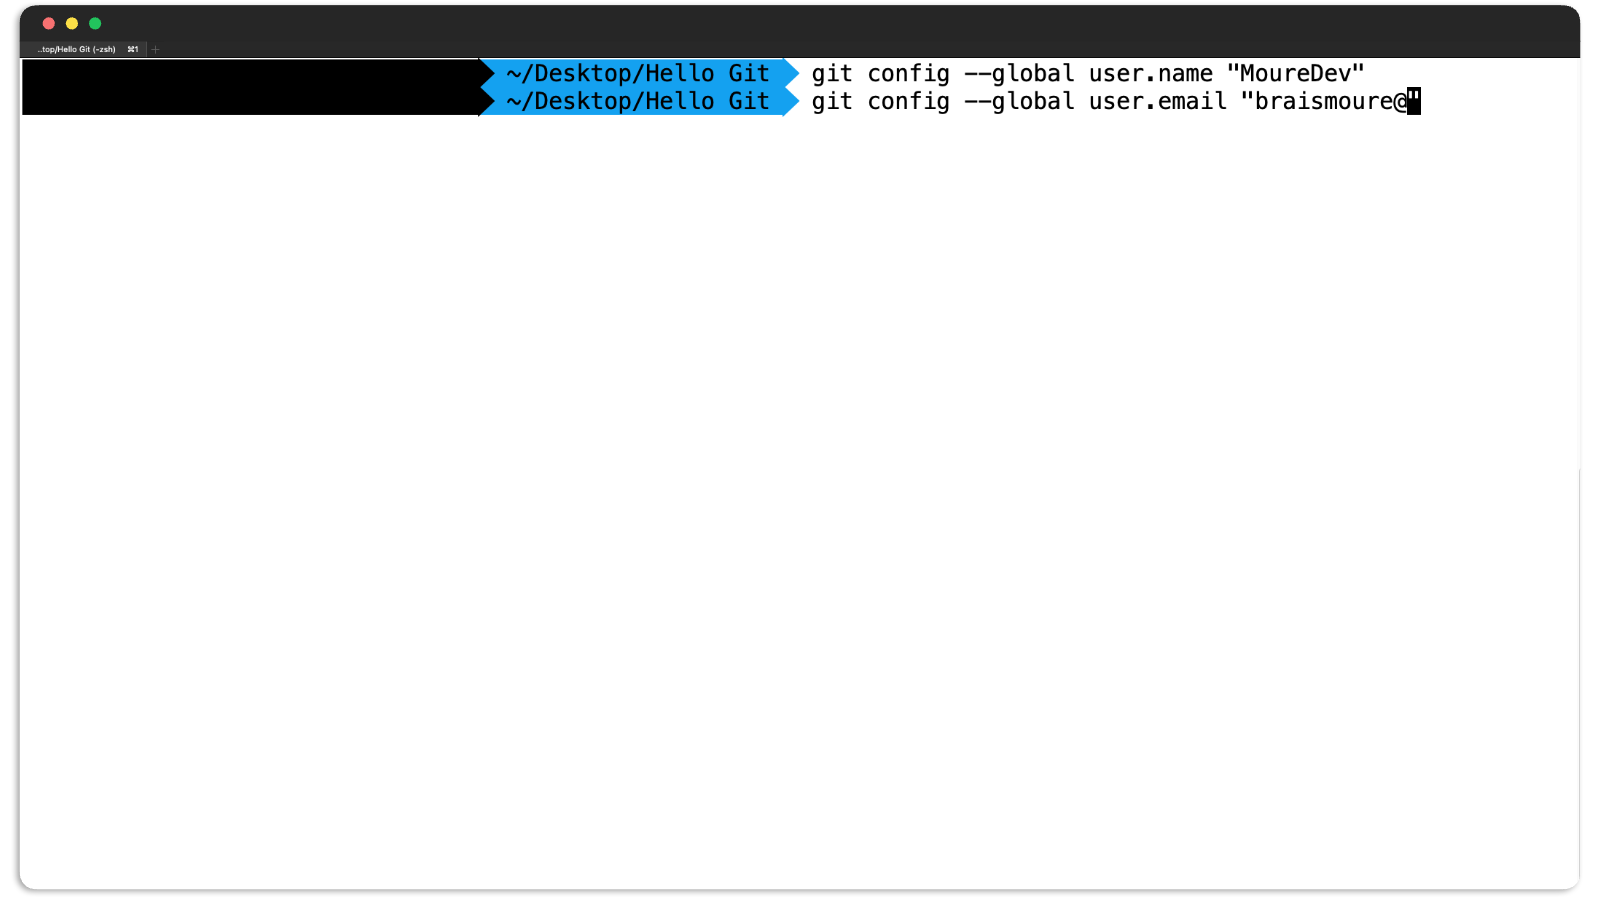 ..top/Hello Git (-zsh) ⌘1 +
~/Desktop/Hello Git git config --global user.name "MoureDev"
~/Desktop/Hello Git git config --global user.email "braismoure@"